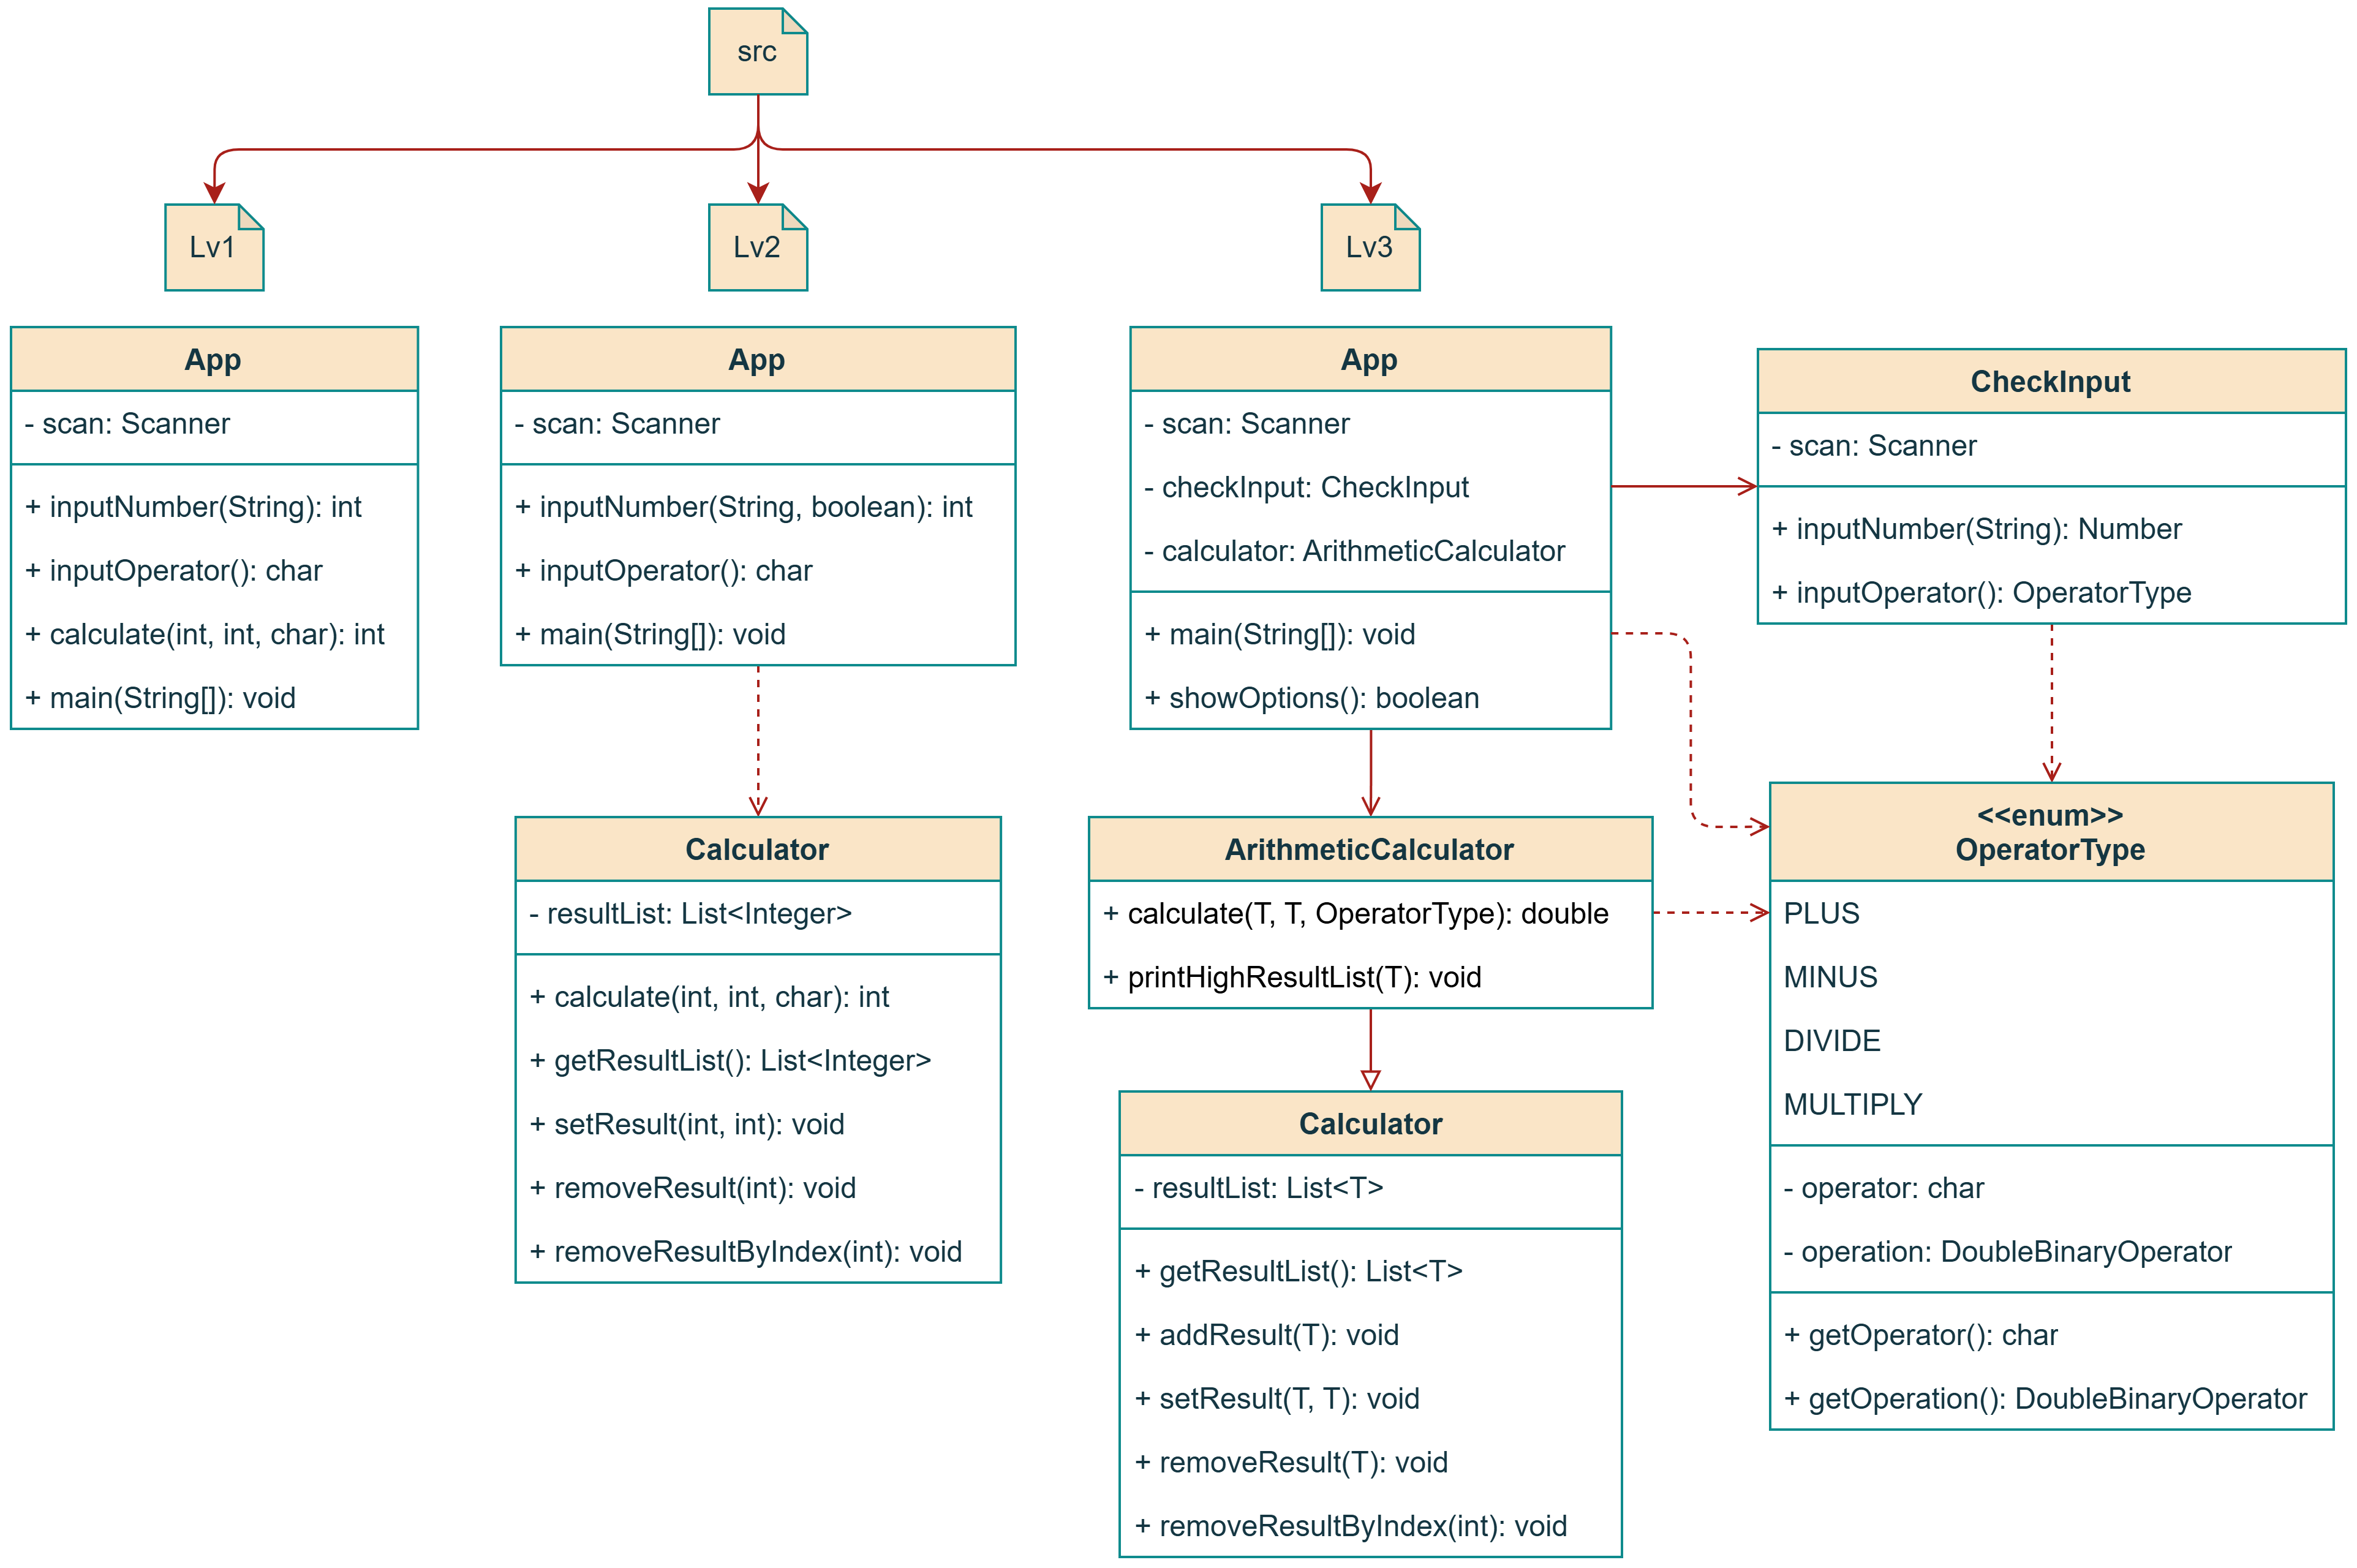 src
Lv1
Lv2
Lv3
App
- scan: Scanner
+ inputNumber(String): int
+ inputOperator(): char
+ calculate(int, int, char): int
+ main(String[]): void
App
- scan: Scanner
+ inputNumber(String, boolean): int
+ inputOperator(): char
+ main(String[]): void
Calculator
- resultList: List<Integer>
+ calculate(int, int, char): int
+ getResultList(): List<Integer>
+ setResult(int, int): void
+ removeResult(int): void
+ removeResultByIndex(int): void
App
- scan: Scanner
- checkInput: CheckInput
- calculator: ArithmeticCalculator
+ main(String[]): void
+ showOptions(): boolean
ArithmeticCalculator
+ calculate(T, T, OperatorType): double
+ printHighResultList(T): void
Calculator
- resultList: List<T>
+ getResultList(): List<T>
+ addResult(T): void
+ setResult(T, T): void
+ removeResult(T): void
+ removeResultByIndex(int): void
CheckInput
- scan: Scanner
+ inputNumber(String): Number
+ inputOperator(): OperatorType
<<enum>>
OperatorType
PLUS
MINUS
DIVIDE
MULTIPLY
- operator: char
- operation: DoubleBinaryOperator
+ getOperator(): char
+ getOperation(): DoubleBinaryOperator